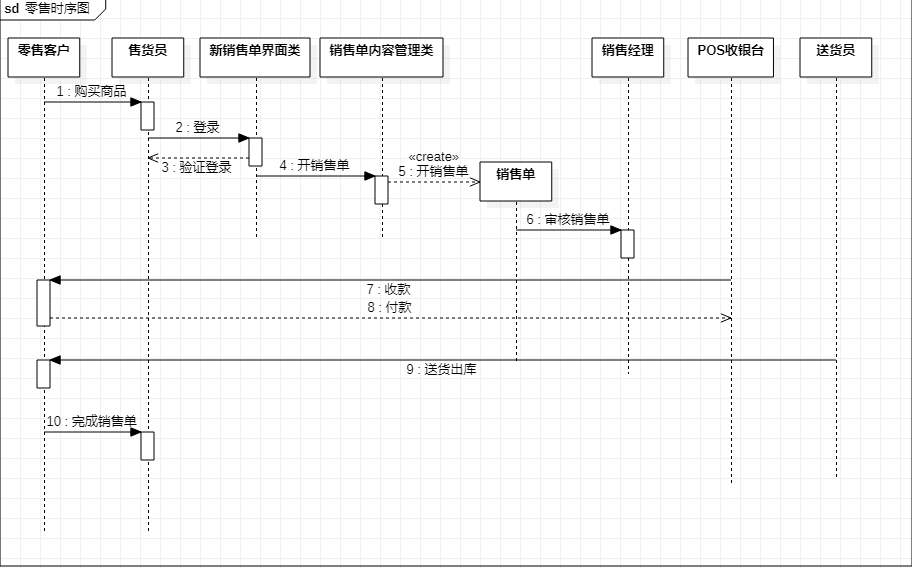 sd 零售时序图
零售客户
售货员
新销售单界面类
销售单内容管理类
销售经理
POS收银台
送货员
1 : 购买商品
2 : 登录
3 : 验证登录
4 : 开销售单
«create»
5 : 开销售单
销售单
6 : 审核销售单
7 : 收款
8 : 付款
9 : 送货出库
10 : 完成销售单